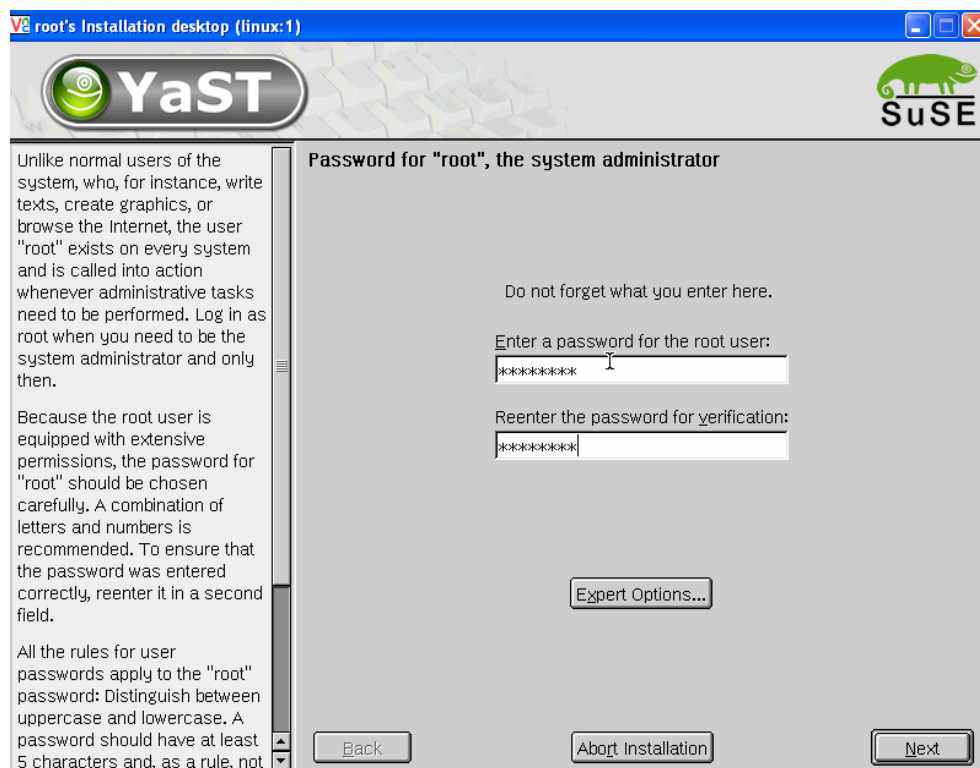 root's Installation desktop (linux:1)
YaST
SuSE
Unlike normal users of the
system, who, for instance, write
texts, create graphics, or
browse the Internet, the user
"root" exists on every system
and is called into action
whenever administrative tasks
need to be performed. Log in as
root when you need to be the
system administrator and only
then.
Because the root user is
equipped with extensive
permissions, the password for
"root" should be chosen
carefully. A combination of
letters and numbers is
recommended. To ensure that
the password was entered
correctly, reenter it in a second
field.
All the rules for user
passwords apply to the "root"
password: Distinguish between
uppercase and lowercase. A
password should have at least
5 characters and, as a rule, not
Password for "root", the system administrator
Do not forget what you enter here.
Enter a password for the root user:
********
Reenter the password for verification:
********
Expert Options...
Back
Abort Installation
Next